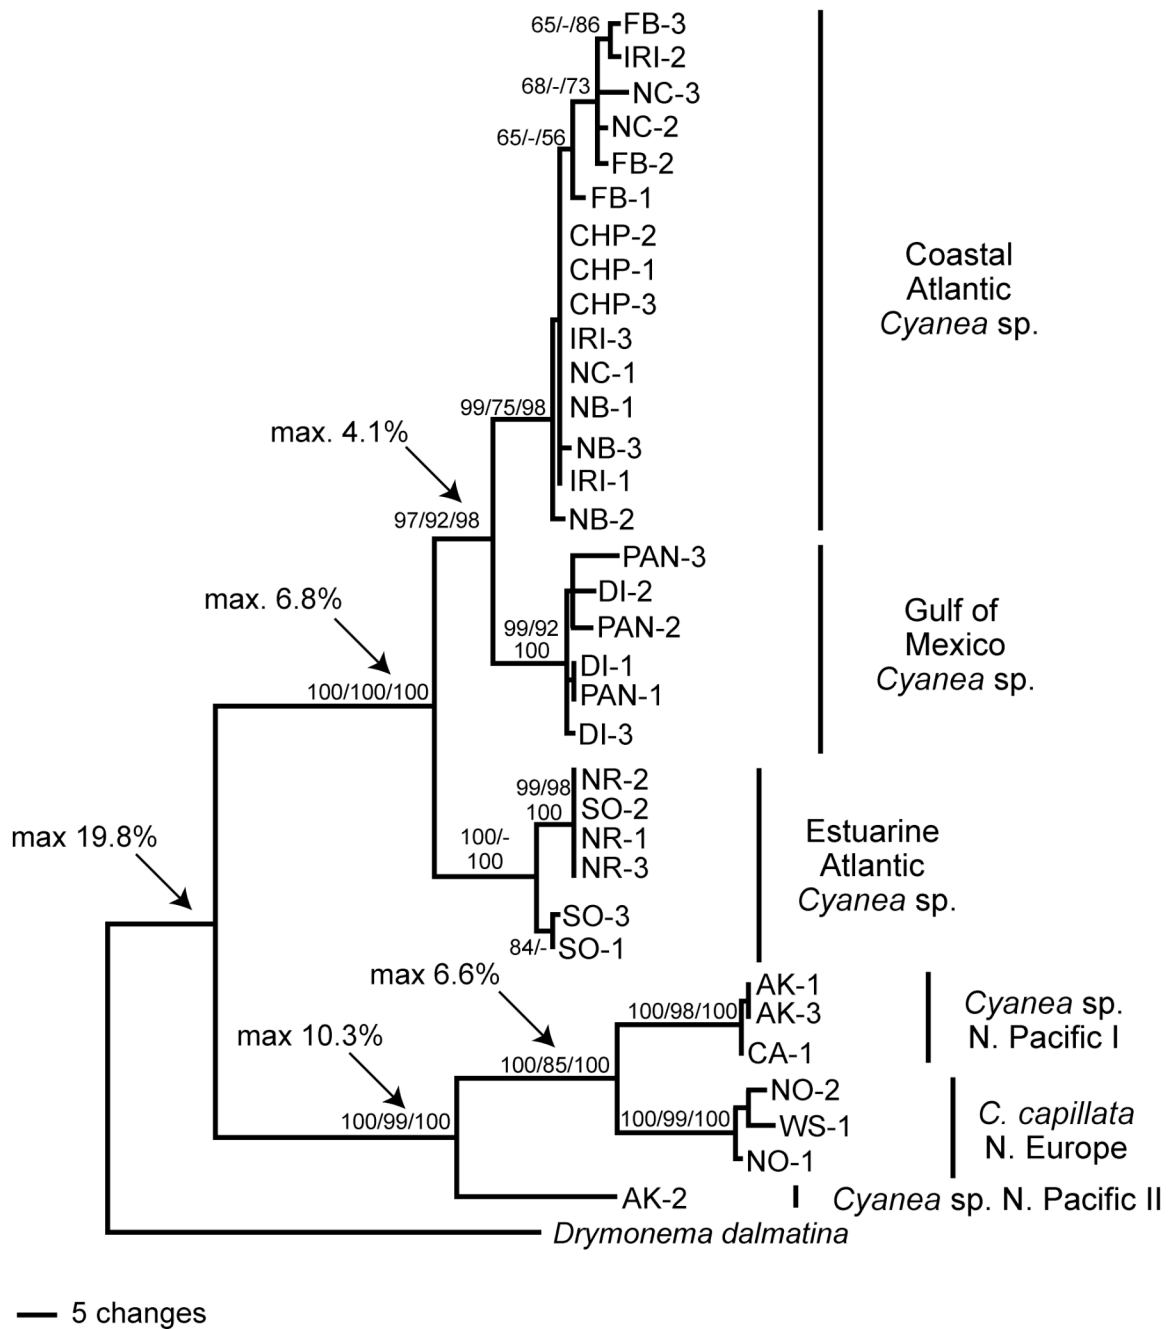 65/-/86
FB-3
IRI-2
68/-/73
NC-3
NC-2
65/-/56
FB-2
FB-1
CHP-2
CHP-1
CHP-3
IRI-3
NC-1
99/75/98
NB-1
NB-3
IRI-1
NB-2
Coastal
Atlantic
Cyanea sp.
max. 4.1%
97/92/98
PAN-3
DI-2
PAN-2
99/92
100
DI-1
PAN-1
DI-3
Gulf of
Mexico
Cyanea sp.
max. 6.8%
100/100/100
NR-2
99/98
100
SO-2
NR-1
NR-3
100/-
100
SO-3
84/-
SO-1
Estuarine
Atlantic
Cyanea sp.
max 19.8%
max 6.6%
AK-1
100/98/100
AK-3
CA-1
Cyanea sp.
N. Pacific I
max 10.3%
100/85/100
NO-2
100/99/100
WS-1
NO-1
C. capillata
N. Europe
100/99/100
AK-2
Cyanea sp. N. Pacific II
Drymonema dalmatina
5 changes